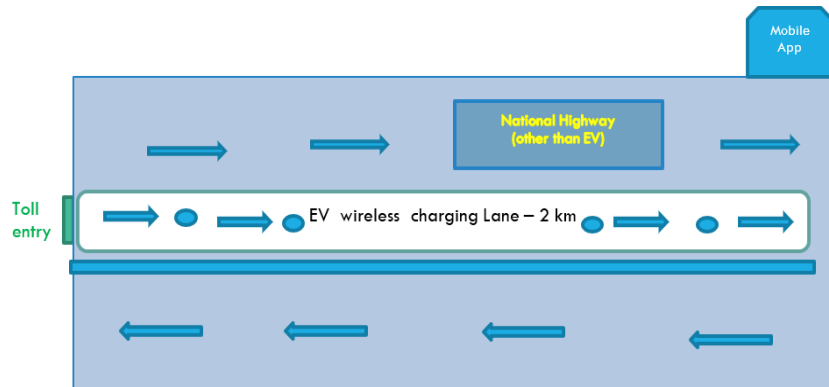 Mobile
App
National Highway
(other than EV)
Toll
entry
EV wireless charging Lane – 2 km